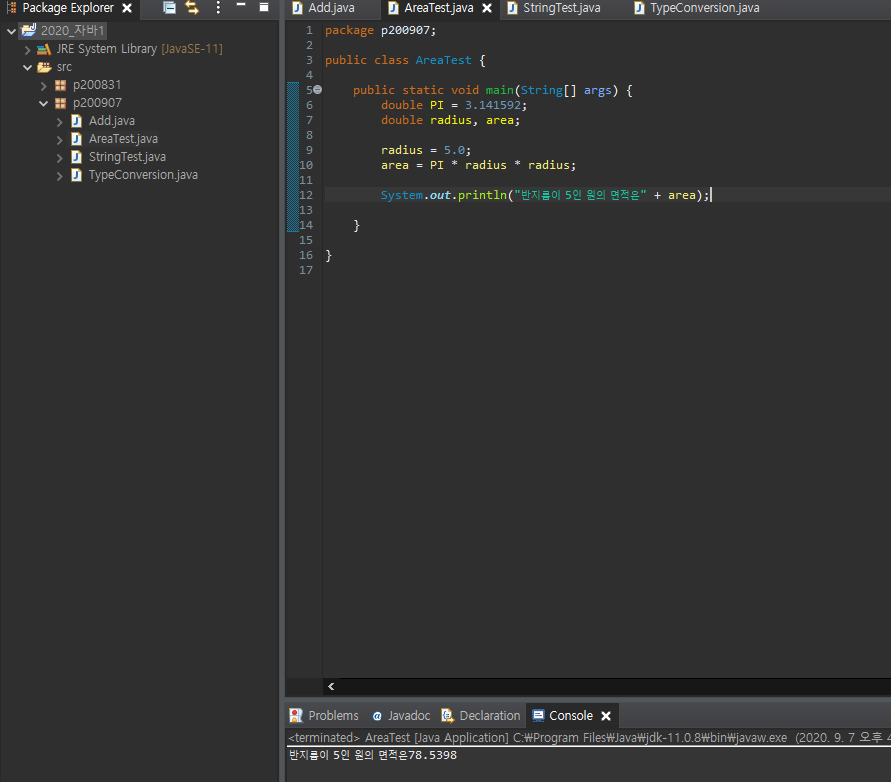 Package Explorer
2020_자바1
JRE System Library [JavaSE-11]
src
p200831
p200907
Add.java
AreaTest.java
StringTest.java
TypeConversion.java
Add.java AreaTest.java StringTest.java TypeConversion.java
1 package p200907;
2
3 public class AreaTest {
4
5 public static void main(String[] args) {
6 double PI = 3.141592;
7 double radius, area;
8
9 radius = 5.0;
10 area = PI * radius * radius;
11
12 System.out.println("반지름이 5인 원의 면적은" + area);
13
14 }
15
16 }
17
Problems Javadoc Declaration Console
<terminated> AreaTest [Java Application] C:₩Program Files₩Java₩jdk-11.0.8₩bin₩javaw.exe (2020. 9. 7 오후 4
반지름이 5인 원의 면적은78.5398